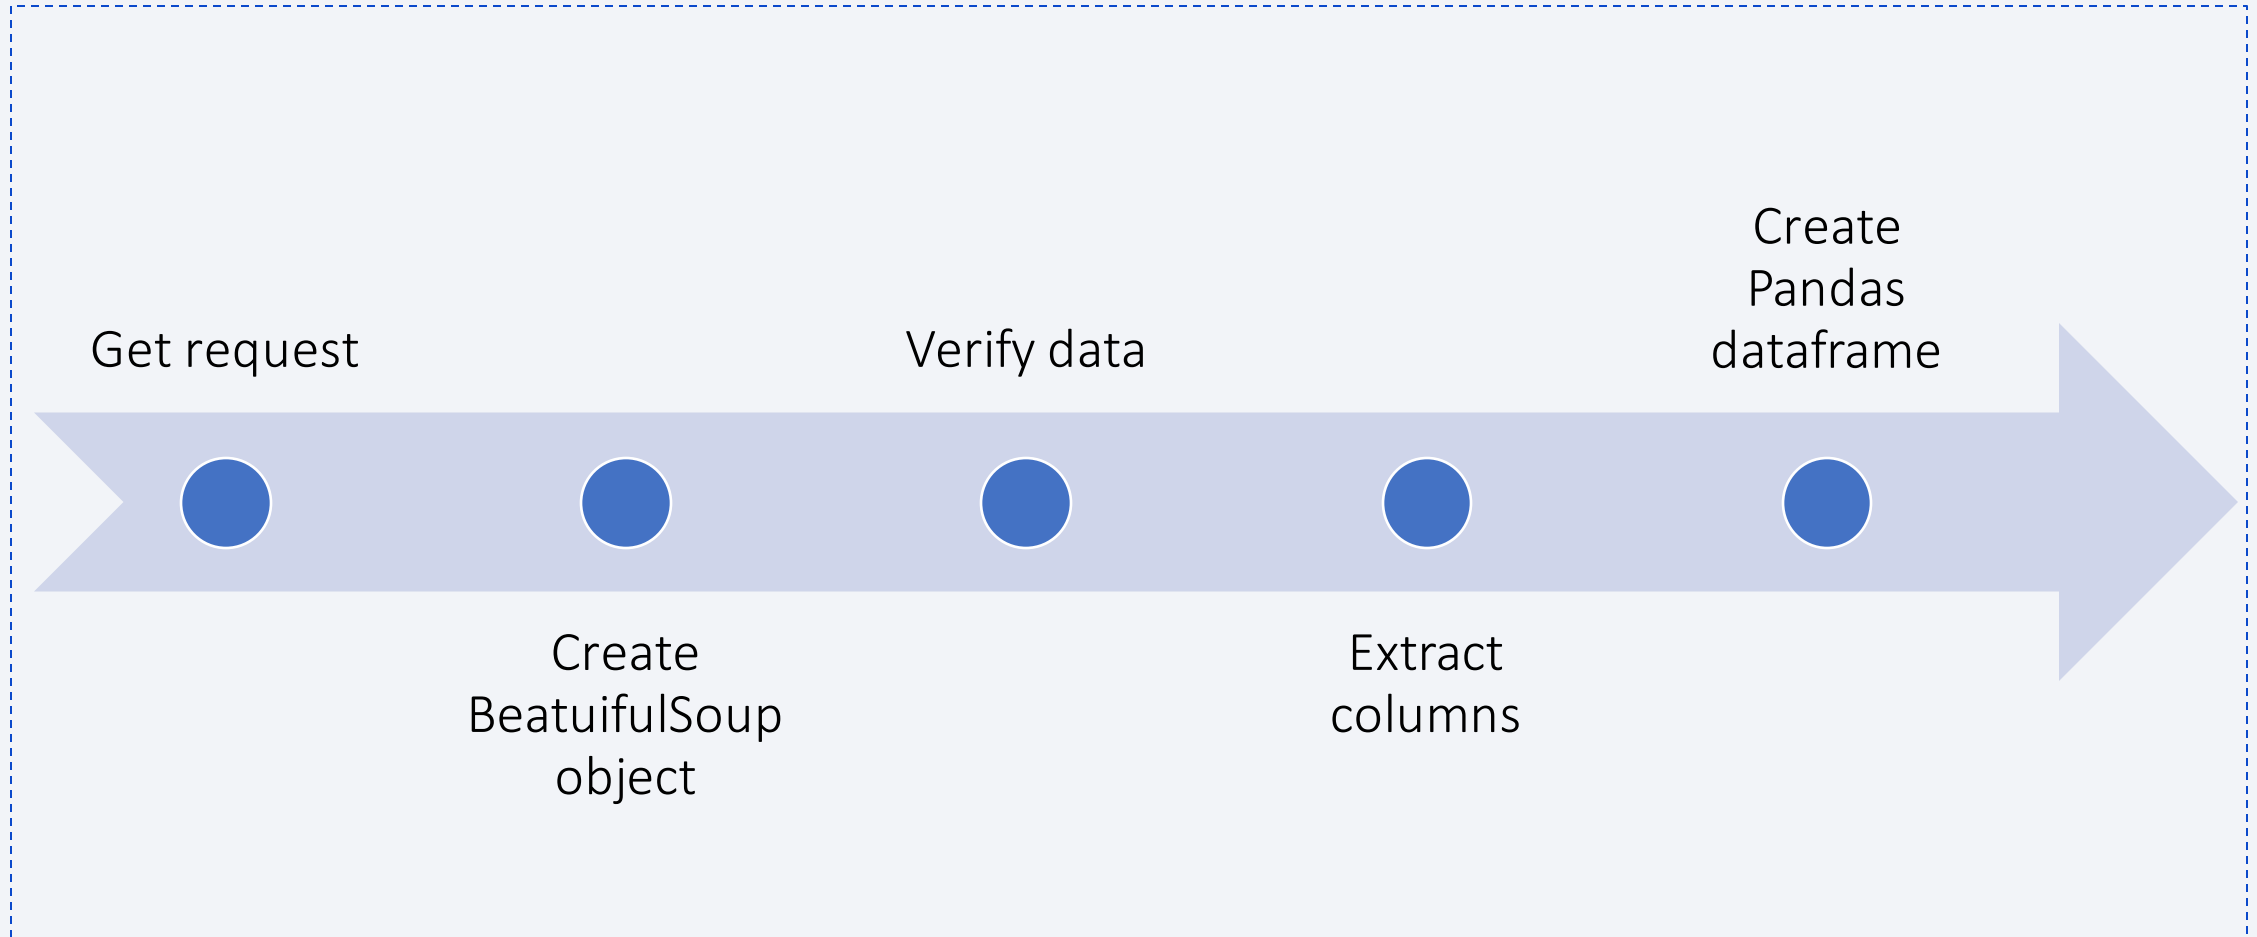 Get request
Create
BeatuifulSoup
object
Verify data
Extract
columns
Create
Pandas
dataframe